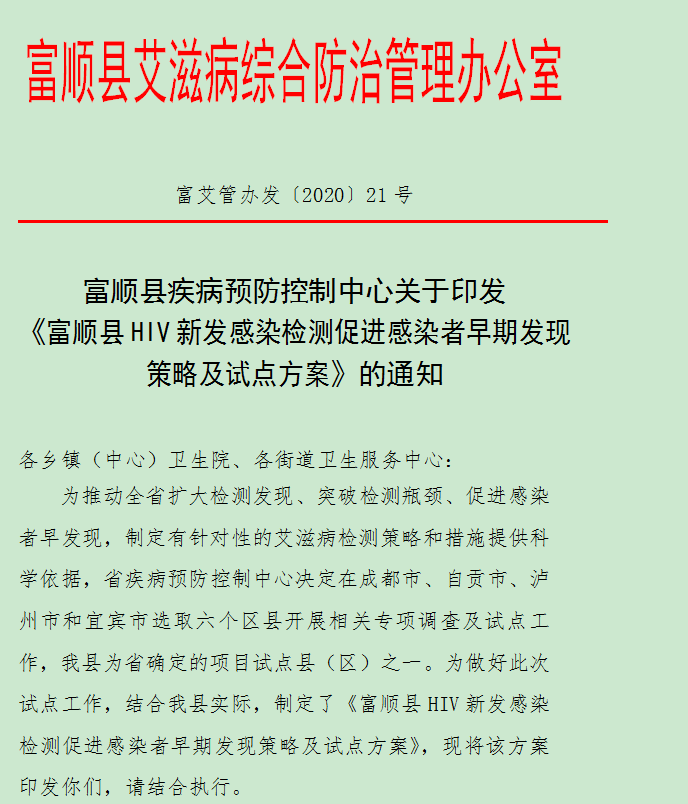 富顺县艾滋病综合防治管理办公室
富艾管办发〔2020〕21号
富顺县疾病预防控制中心关于印发
《富顺县HIV新发感染检测促进感染者早期发现
策略及试点方案》的通知
各乡镇（中心）卫生院、各街道卫生服务中心：
为推动全省扩大检测发现、突破检测瓶颈、促进感染
者早发现，制定有针对性的艾滋病检测策略和措施提供科
学依据，省疾病预防控制中心决定在成都市、自贡市、泸
州市和宜宾市选取六个区县开展相关专项调查及试点工
作，我县为省确定的项目试点县（区）之一。为做好此次
试点工作，结合我县实际，制定了《富顺县HIV新发感染
检测促进感染者早期发现策略及试点方案》，现将该方案
印发你们，请结合执行。